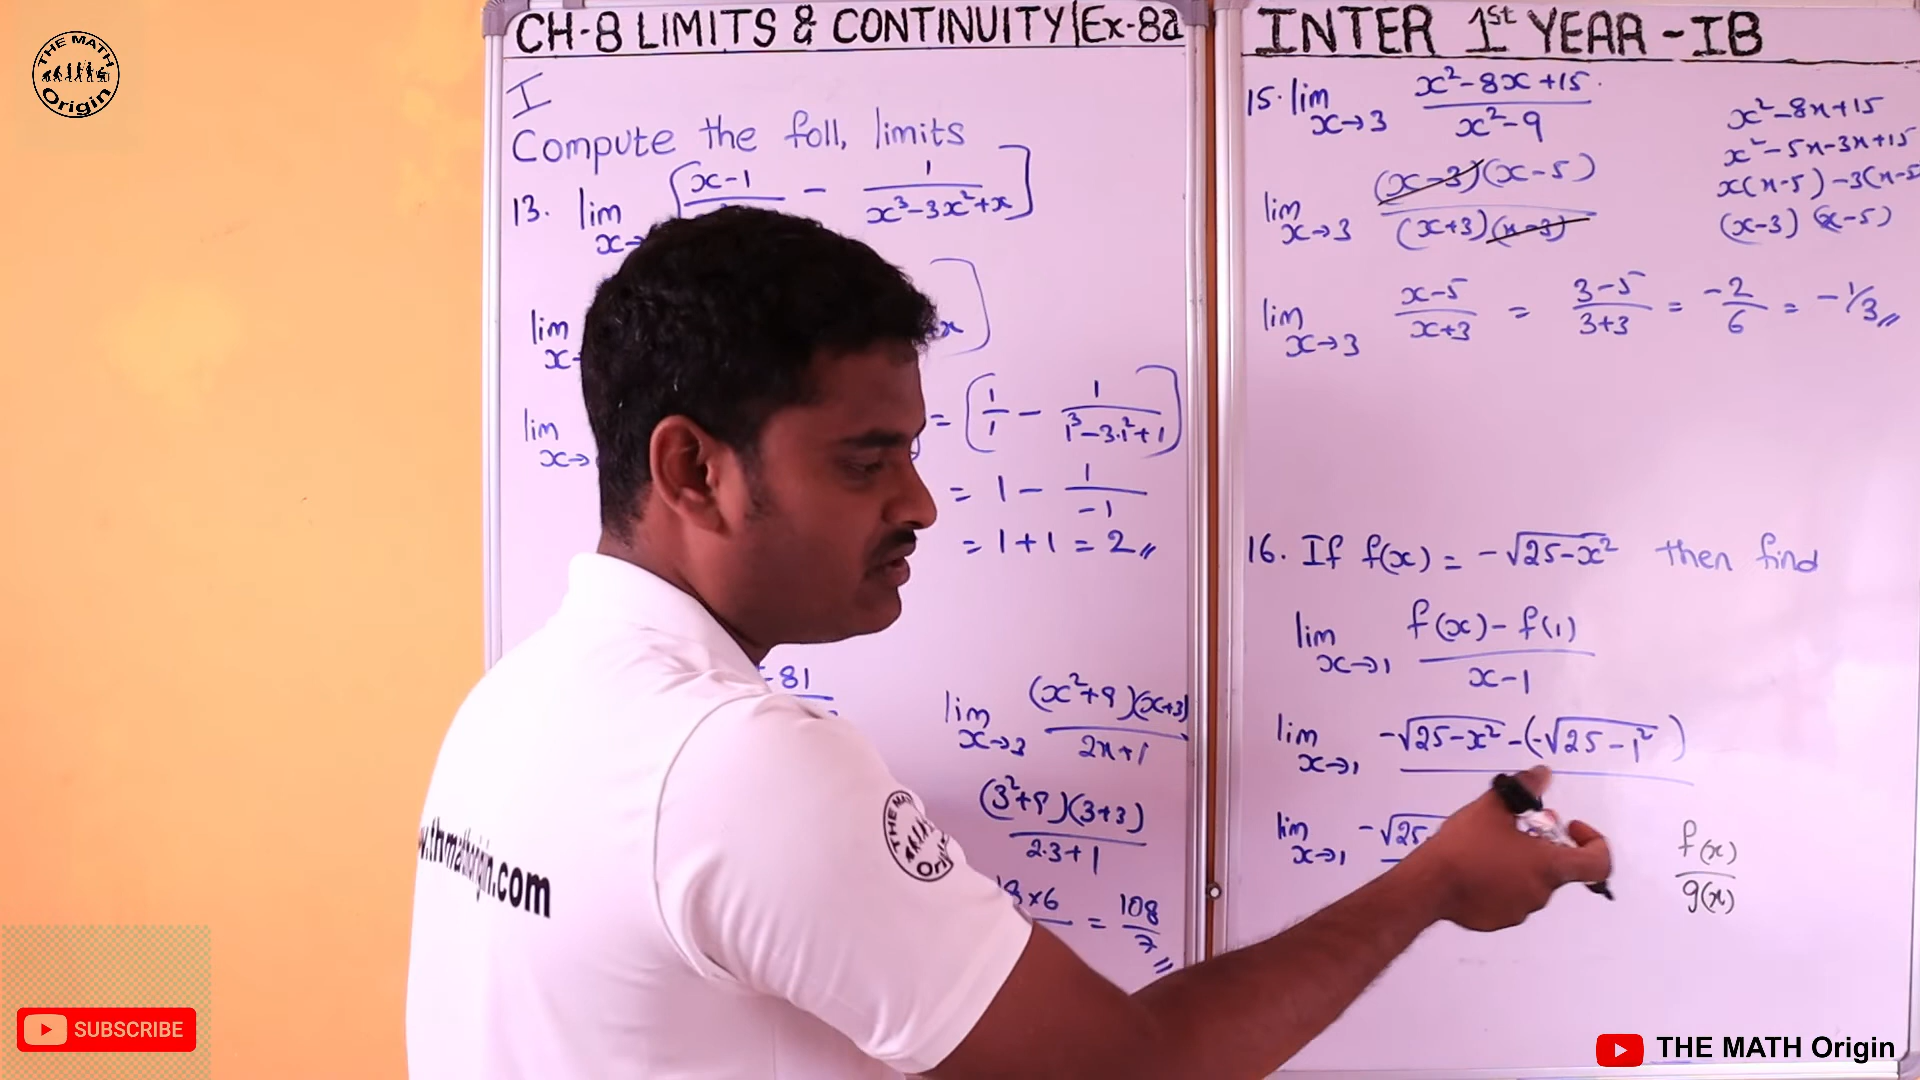 THE MATH Origin
CH-8 LIMITS & CONTINUITY | Ex-8a
I
Compute the foll, limits
13. lim x→ [ x-1 / - 1 / x³-3x²+x ]
lim x→ x ]
lim x→ = [ 1/1 - 1 / 1³-3.1²+1 ]
= 1 - 1/-1
= 1+1 = 2 //
-81
lim x→3 (x²+9)(x+3) / 2x+1
(3²+9)(3+3) / 2.3+1
18×6 / = 108/7 //
INTER 1st YEAR - IB
15. lim x→3 x²-8x+15 / x²-9
lim x→3 (x-3)(x-5) / (x+3)(x-3)
lim x→3 x-5 / x+3 = 3-5 / 3+3 = -2/6 = -1/3 //
x²-8x+15
x²-5x-3x+15
x(x-5)-3(x-5
(x-3) (x-5)
16. If f(x) = -√25-x² then find
lim x→1 f(x)-f(1) / x-1
lim x→1 -√25-x² -(-√25-1²)
lim x→1 -√25
f(x) / g(x)
THE MATH Origin
.thmathorigin.com
SUBSCRIBE
THE MATH Origin